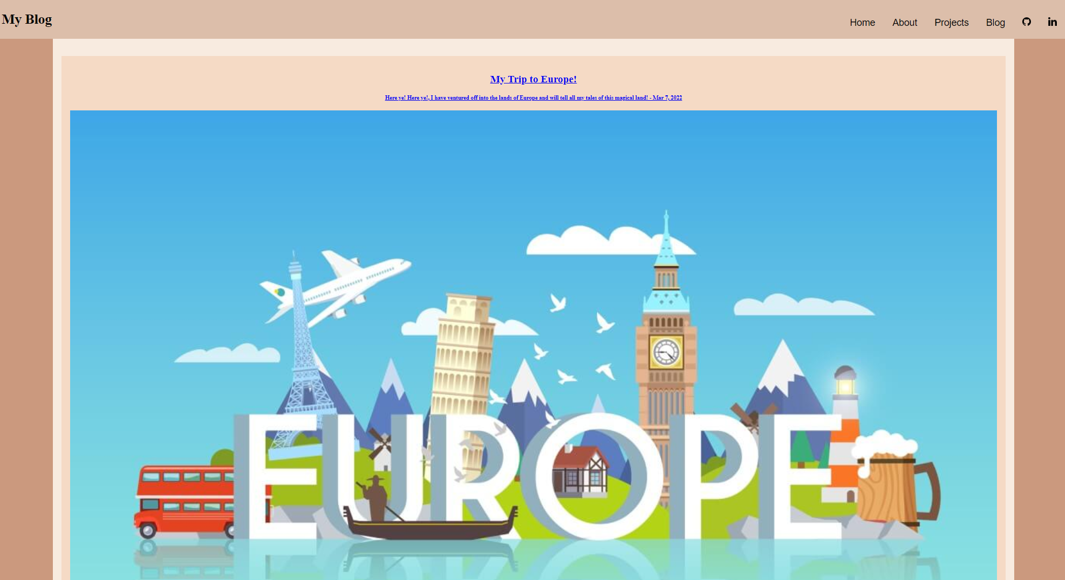 My Blog
Home About Projects Blog
My Trip to Europe!
Here ye! Here ye!, I have ventured off into the lands of Europe and will tell all my tales of this magical land! - Mar 7, 2022
EUROPE